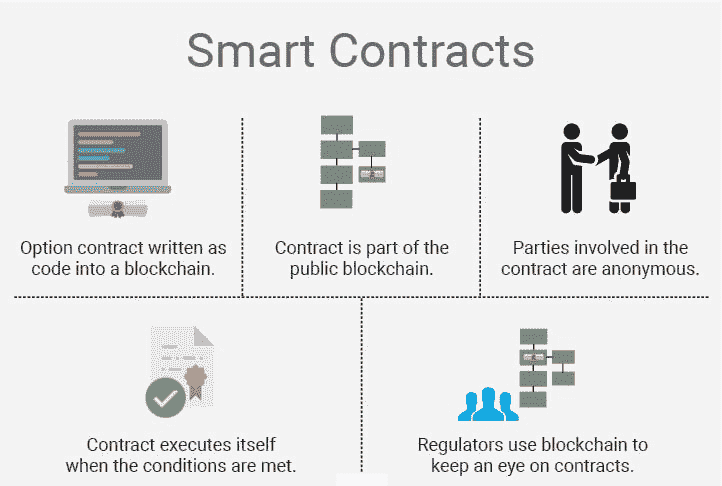 Smart Contracts
Option contract written as
code into a blockchain.
Contract is part of the
public blockchain.
Parties involved in the
contract are anonymous.
Contract executes itself
when the conditions are met.
Regulators use blockchain to
keep an eye on contracts.